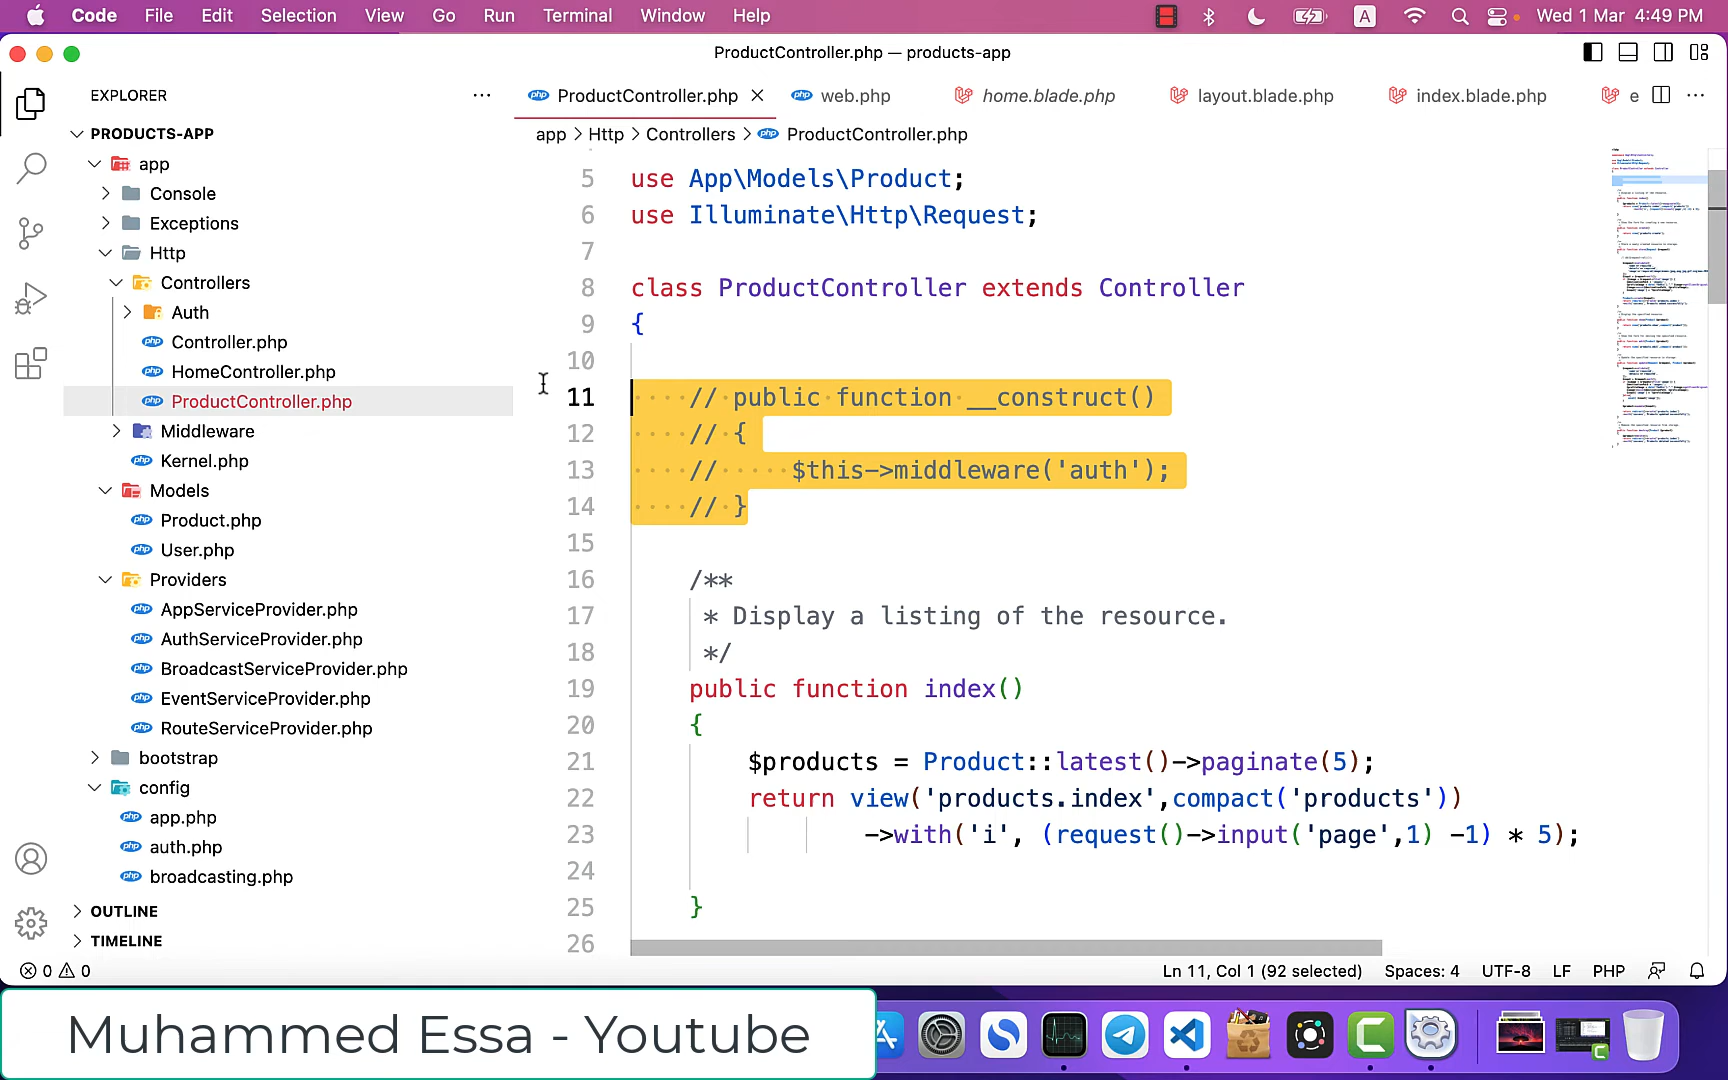 Code File Edit Selection View Go Run Terminal Window Help A Wed 1 Mar 4:49 PM
ProductController.php — products-app
EXPLORER
PRODUCTS-APP
app
Console
Exceptions
Http
Controllers
Auth
Controller.php
HomeController.php
ProductController.php
Middleware
Kernel.php
Models
Product.php
User.php
Providers
AppServiceProvider.php
AuthServiceProvider.php
BroadcastServiceProvider.php
EventServiceProvider.php
RouteServiceProvider.php
bootstrap
config
app.php
auth.php
broadcasting.php
OUTLINE
TIMELINE
ProductController.php web.php home.blade.php layout.blade.php index.blade.php e
app > Http > Controllers > ProductController.php
5 use App\Models\Product;
6 use Illuminate\Http\Request;
7
8 class ProductController extends Controller
9 {
10
11 // public function __construct()
12 // {
13 // $this->middleware('auth');
14 // }
15
16 /**
17 * Display a listing of the resource.
18 */
19 public function index()
20 {
21 $products = Product::latest()->paginate(5);
22 return view('products.index',compact('products'))
23 ->with('i', (request()->input('page',1) -1) * 5);
24
25 }
26
0 0 Ln 11, Col 1 (92 selected) Spaces: 4 UTF-8 LF PHP
Muhammed Essa - Youtube